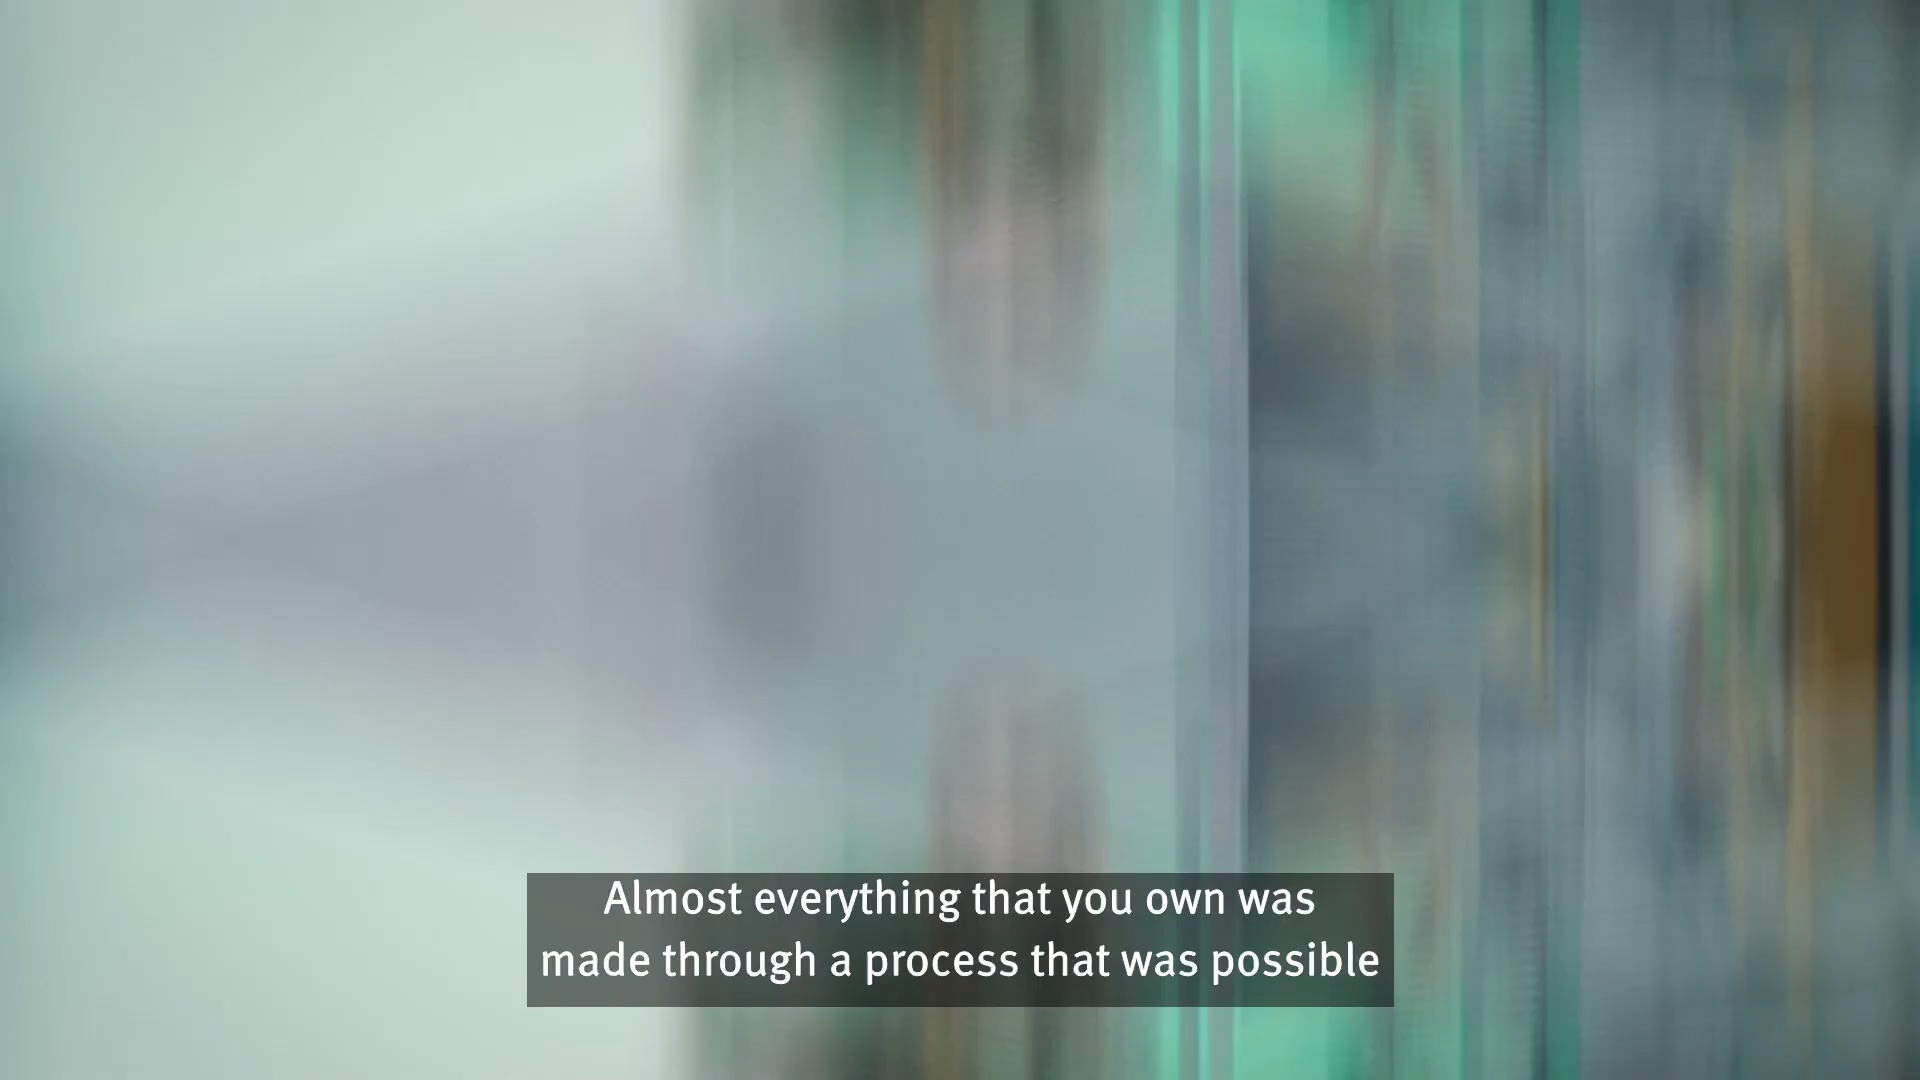 Almost everything that you own was
made through a process that was possible